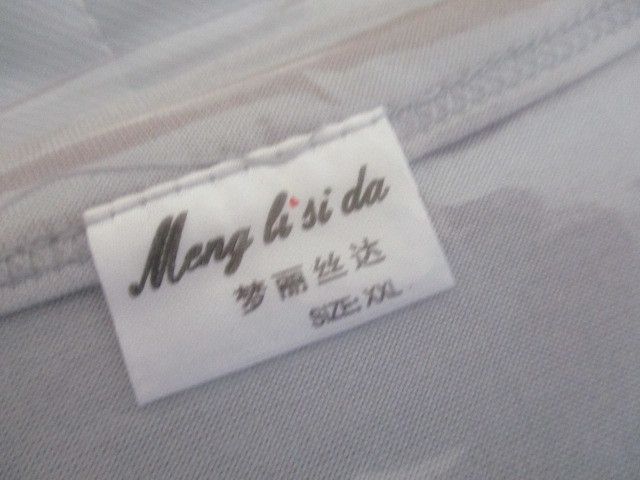 Meng li si da
梦丽丝达
SIZE: XXL